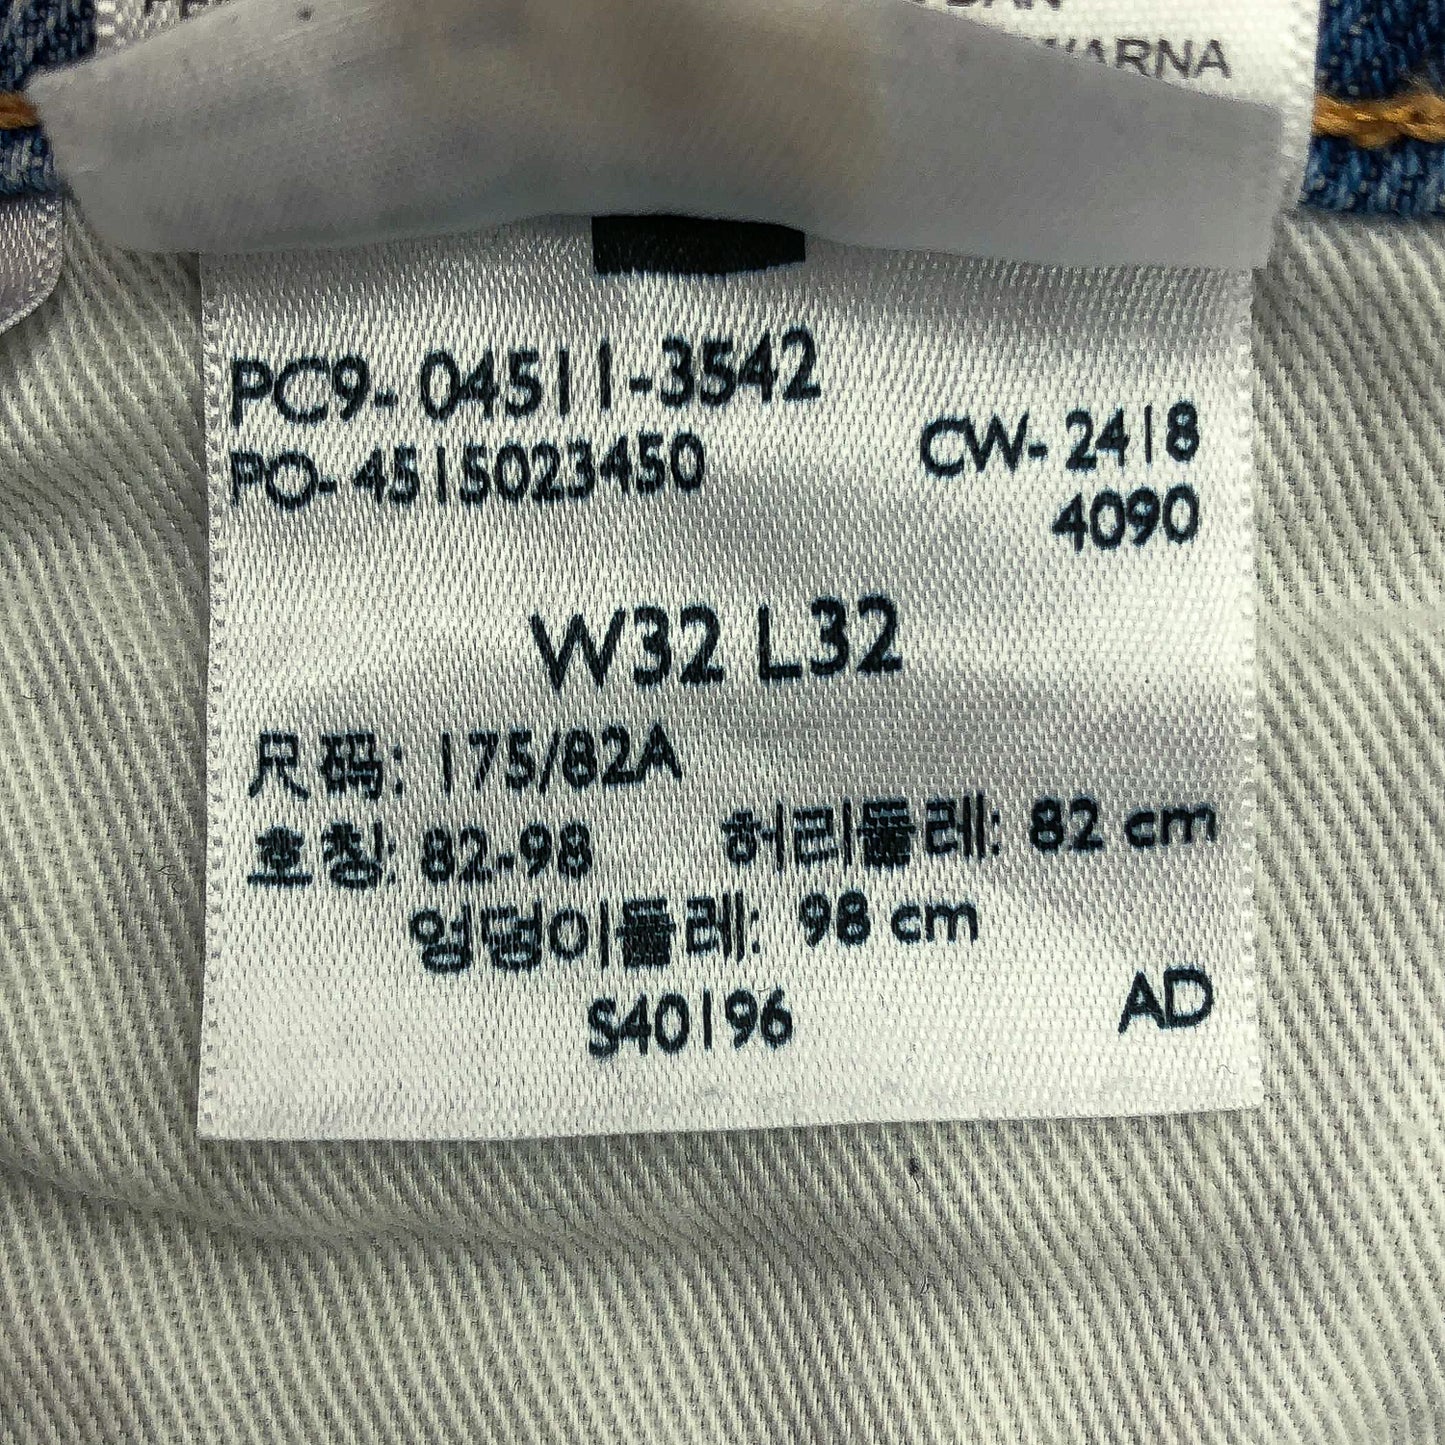 WARNA
PC9-04511-3542
PO-4515023450
CW-2418
4090
W32 L32
尺码: 175/82A
호칭: 82-98 허리둘레: 82 cm
엉덩이둘레: 98 cm
S40196 AD